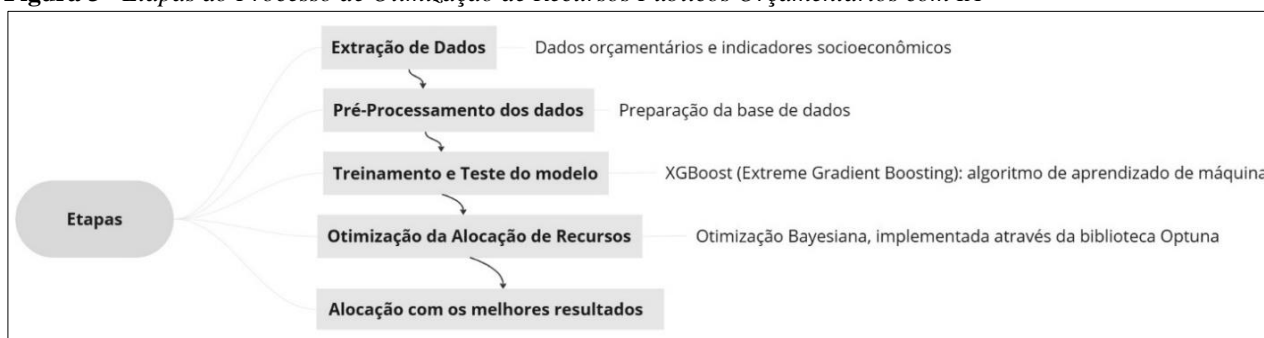 Extração de Dados Dados orçamentários e indicadores socioeconômicos
Pré-Processamento dos dados Preparação da base de dados
Treinamento e Teste do modelo XGBoost (Extreme Gradient Boosting): algoritmo de aprendizado de máquina
Etapas
Otimização da Alocação de Recursos Otimização Bayesiana, implementada através da biblioteca Optuna
Alocação com os melhores resultados